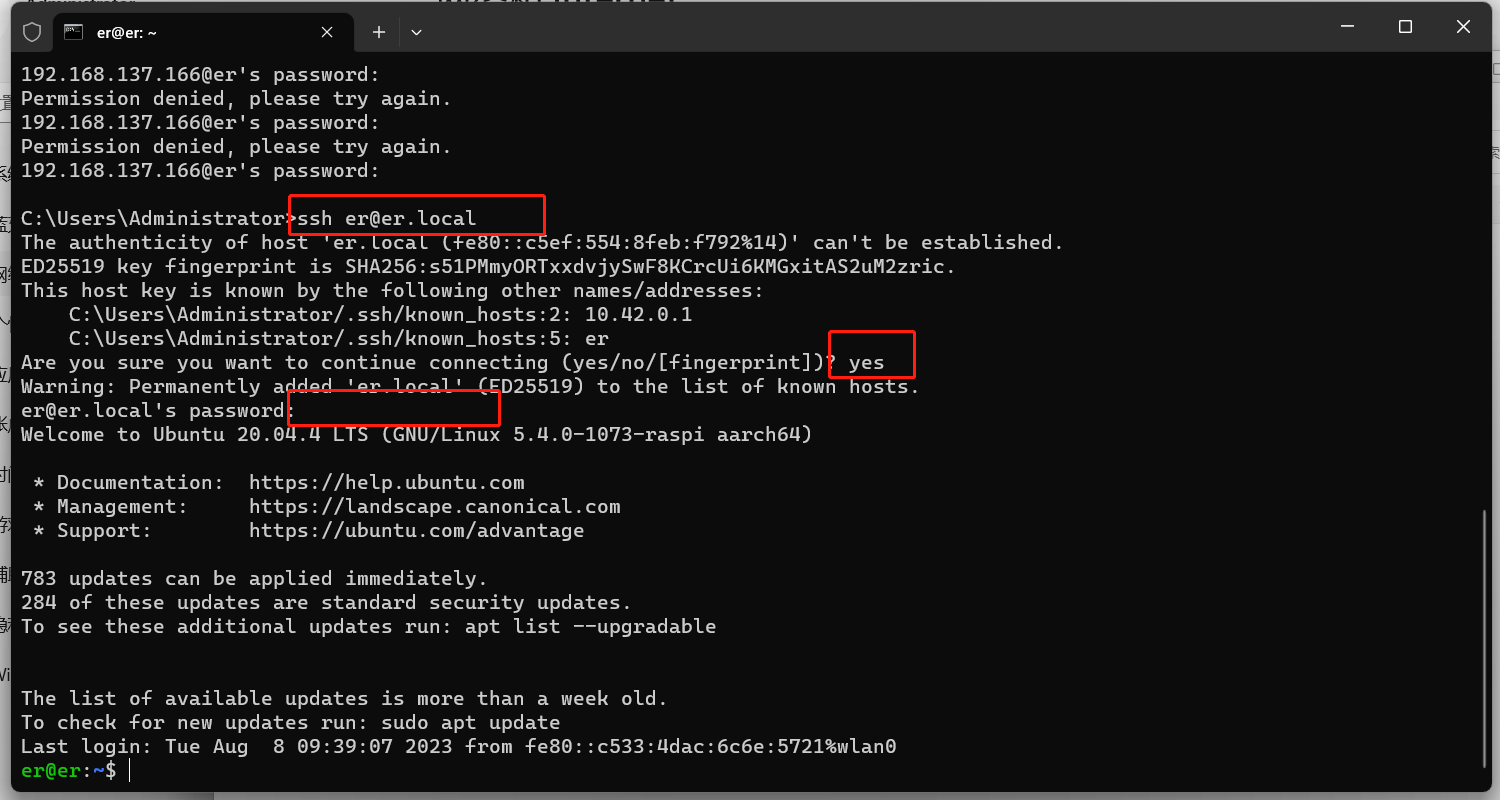 er@er: ~
192.168.137.166@er's password:
Permission denied, please try again.
192.168.137.166@er's password:
Permission denied, please try again.
192.168.137.166@er's password:
C:\Users\Administrator>ssh er@er.local
The authenticity of host 'er.local (fe80::c5ef:554:8feb:f792%14)' can't be established.
ED25519 key fingerprint is SHA256:s51PMmyORTxxdvjySwF8KCrcUi6KMGxitAS2uM2zric.
This host key is known by the following other names/addresses:
    C:\Users\Administrator/.ssh/known_hosts:2: 10.42.0.1
    C:\Users\Administrator/.ssh/known_hosts:5: er
Are you sure you want to continue connecting (yes/no/[fingerprint])? yes
Warning: Permanently added 'er.local' (ED25519) to the list of known hosts.
er@er.local's password:
Welcome to Ubuntu 20.04.4 LTS (GNU/Linux 5.4.0-1073-raspi aarch64)
 * Documentation:  https://help.ubuntu.com
 * Management:     https://landscape.canonical.com
 * Support:        https://ubuntu.com/advantage
783 updates can be applied immediately.
284 of these updates are standard security updates.
To see these additional updates run: apt list --upgradable
The list of available updates is more than a week old.
To check for new updates run: sudo apt update
Last login: Tue Aug  8 09:39:07 2023 from fe80::c533:4dac:6c6e:5721%wlan0
er@er:~$